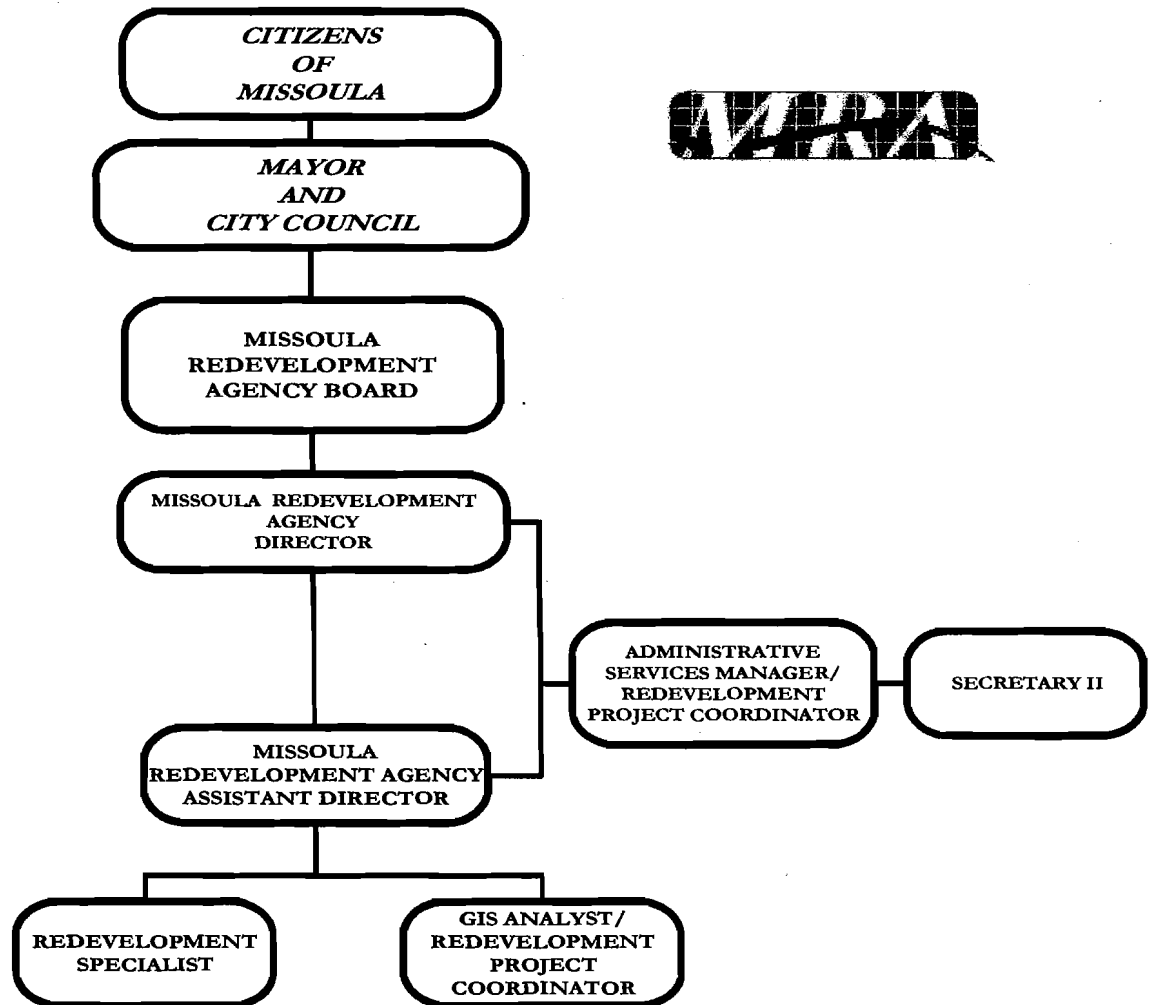 CITIZENS
OF
MISSOULA
MRA
MAYOR
AND
CITY COUNCIL
MISSOULA
REDEVELOPMENT
AGENCY BOARD
MISSOULA REDEVELOPMENT
AGENCY
DIRECTOR
ADMINISTRATIVE
SERVICES MANAGER/
REDEVELOPMENT
PROJECT COORDINATOR
SECRETARY II
MISSOULA
REDEVELOPMENT AGENCY
ASSISTANT DIRECTOR
REDEVELOPMENT
SPECIALIST
GIS ANALYST/
REDEVELOPMENT
PROJECT
COORDINATOR